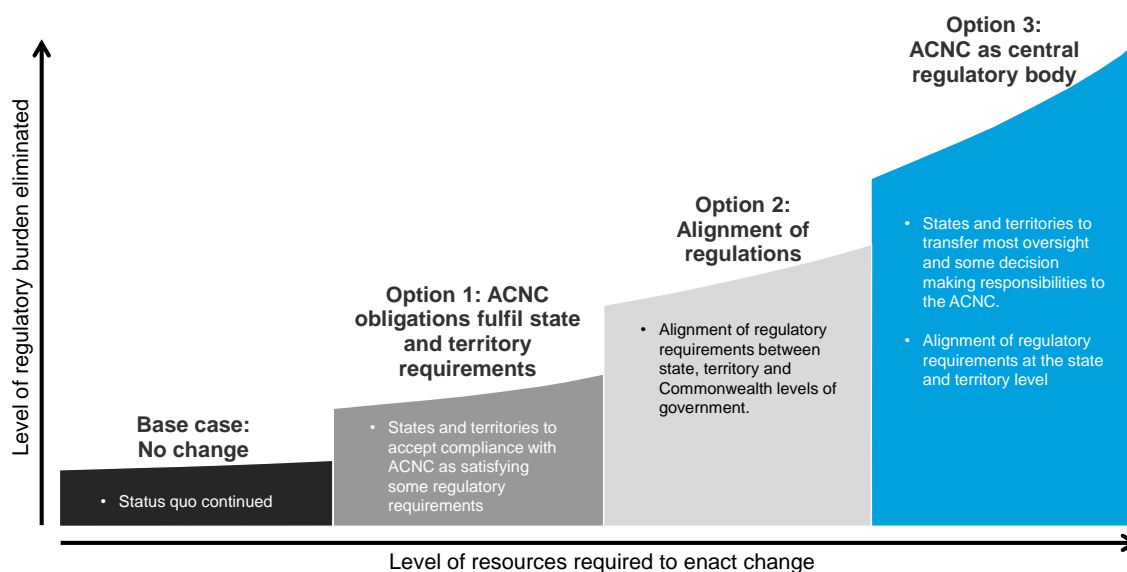 Level of regulatory burden eliminated
Base case:
No change
• Status quo continued
Option 1: ACNC
obligations fulfil state
and territory
requirements
• States and territories to
accept compliance with
ACNC as satisfying
some regulatory
requirements
Option 2:
Alignment of
regulations
• Alignment of regulatory
requirements between
state, territory and
Commonwealth levels of
government.
Option 3:
ACNC as central
regulatory body
• States and territories to
transfer most oversight
and some decision
making responsibilities to
the ACNC.
• Alignment of regulatory
requirements at the state
and territory level
Level of resources required to enact change